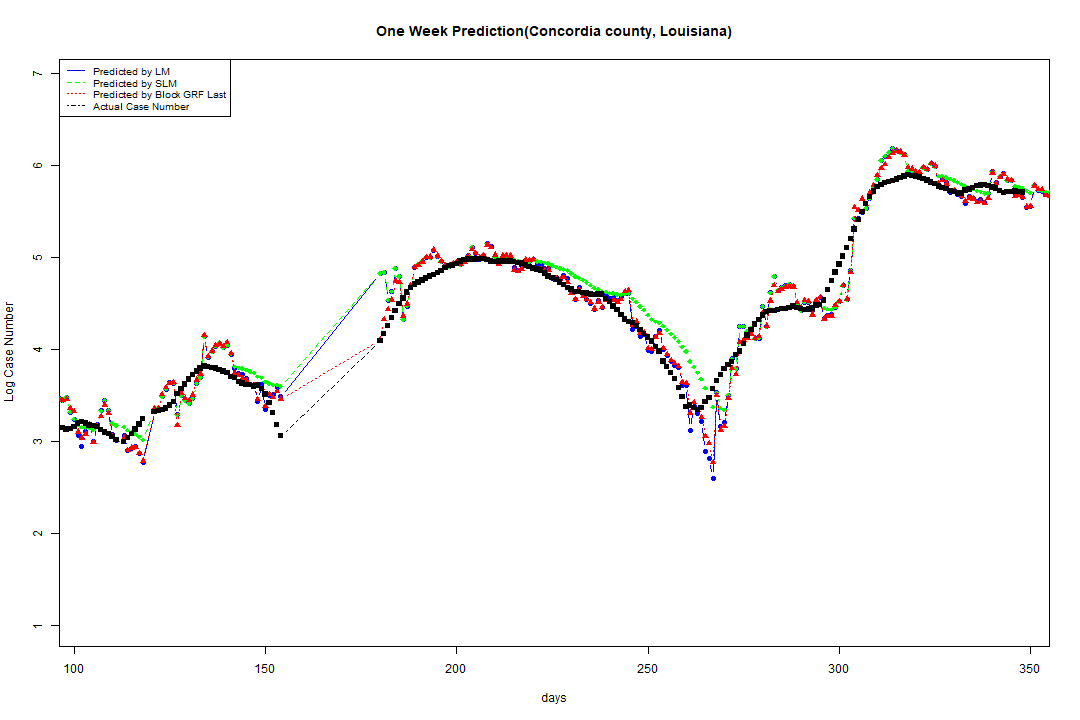 One Week Prediction(Concordia county, Louisiana)
Predicted by LM
Predicted by SLM
Predicted by Block GRF Last
Actual Case Number
7
6
5
4
3
2
1
Log Case Number
100 150 200 250 300 350
days